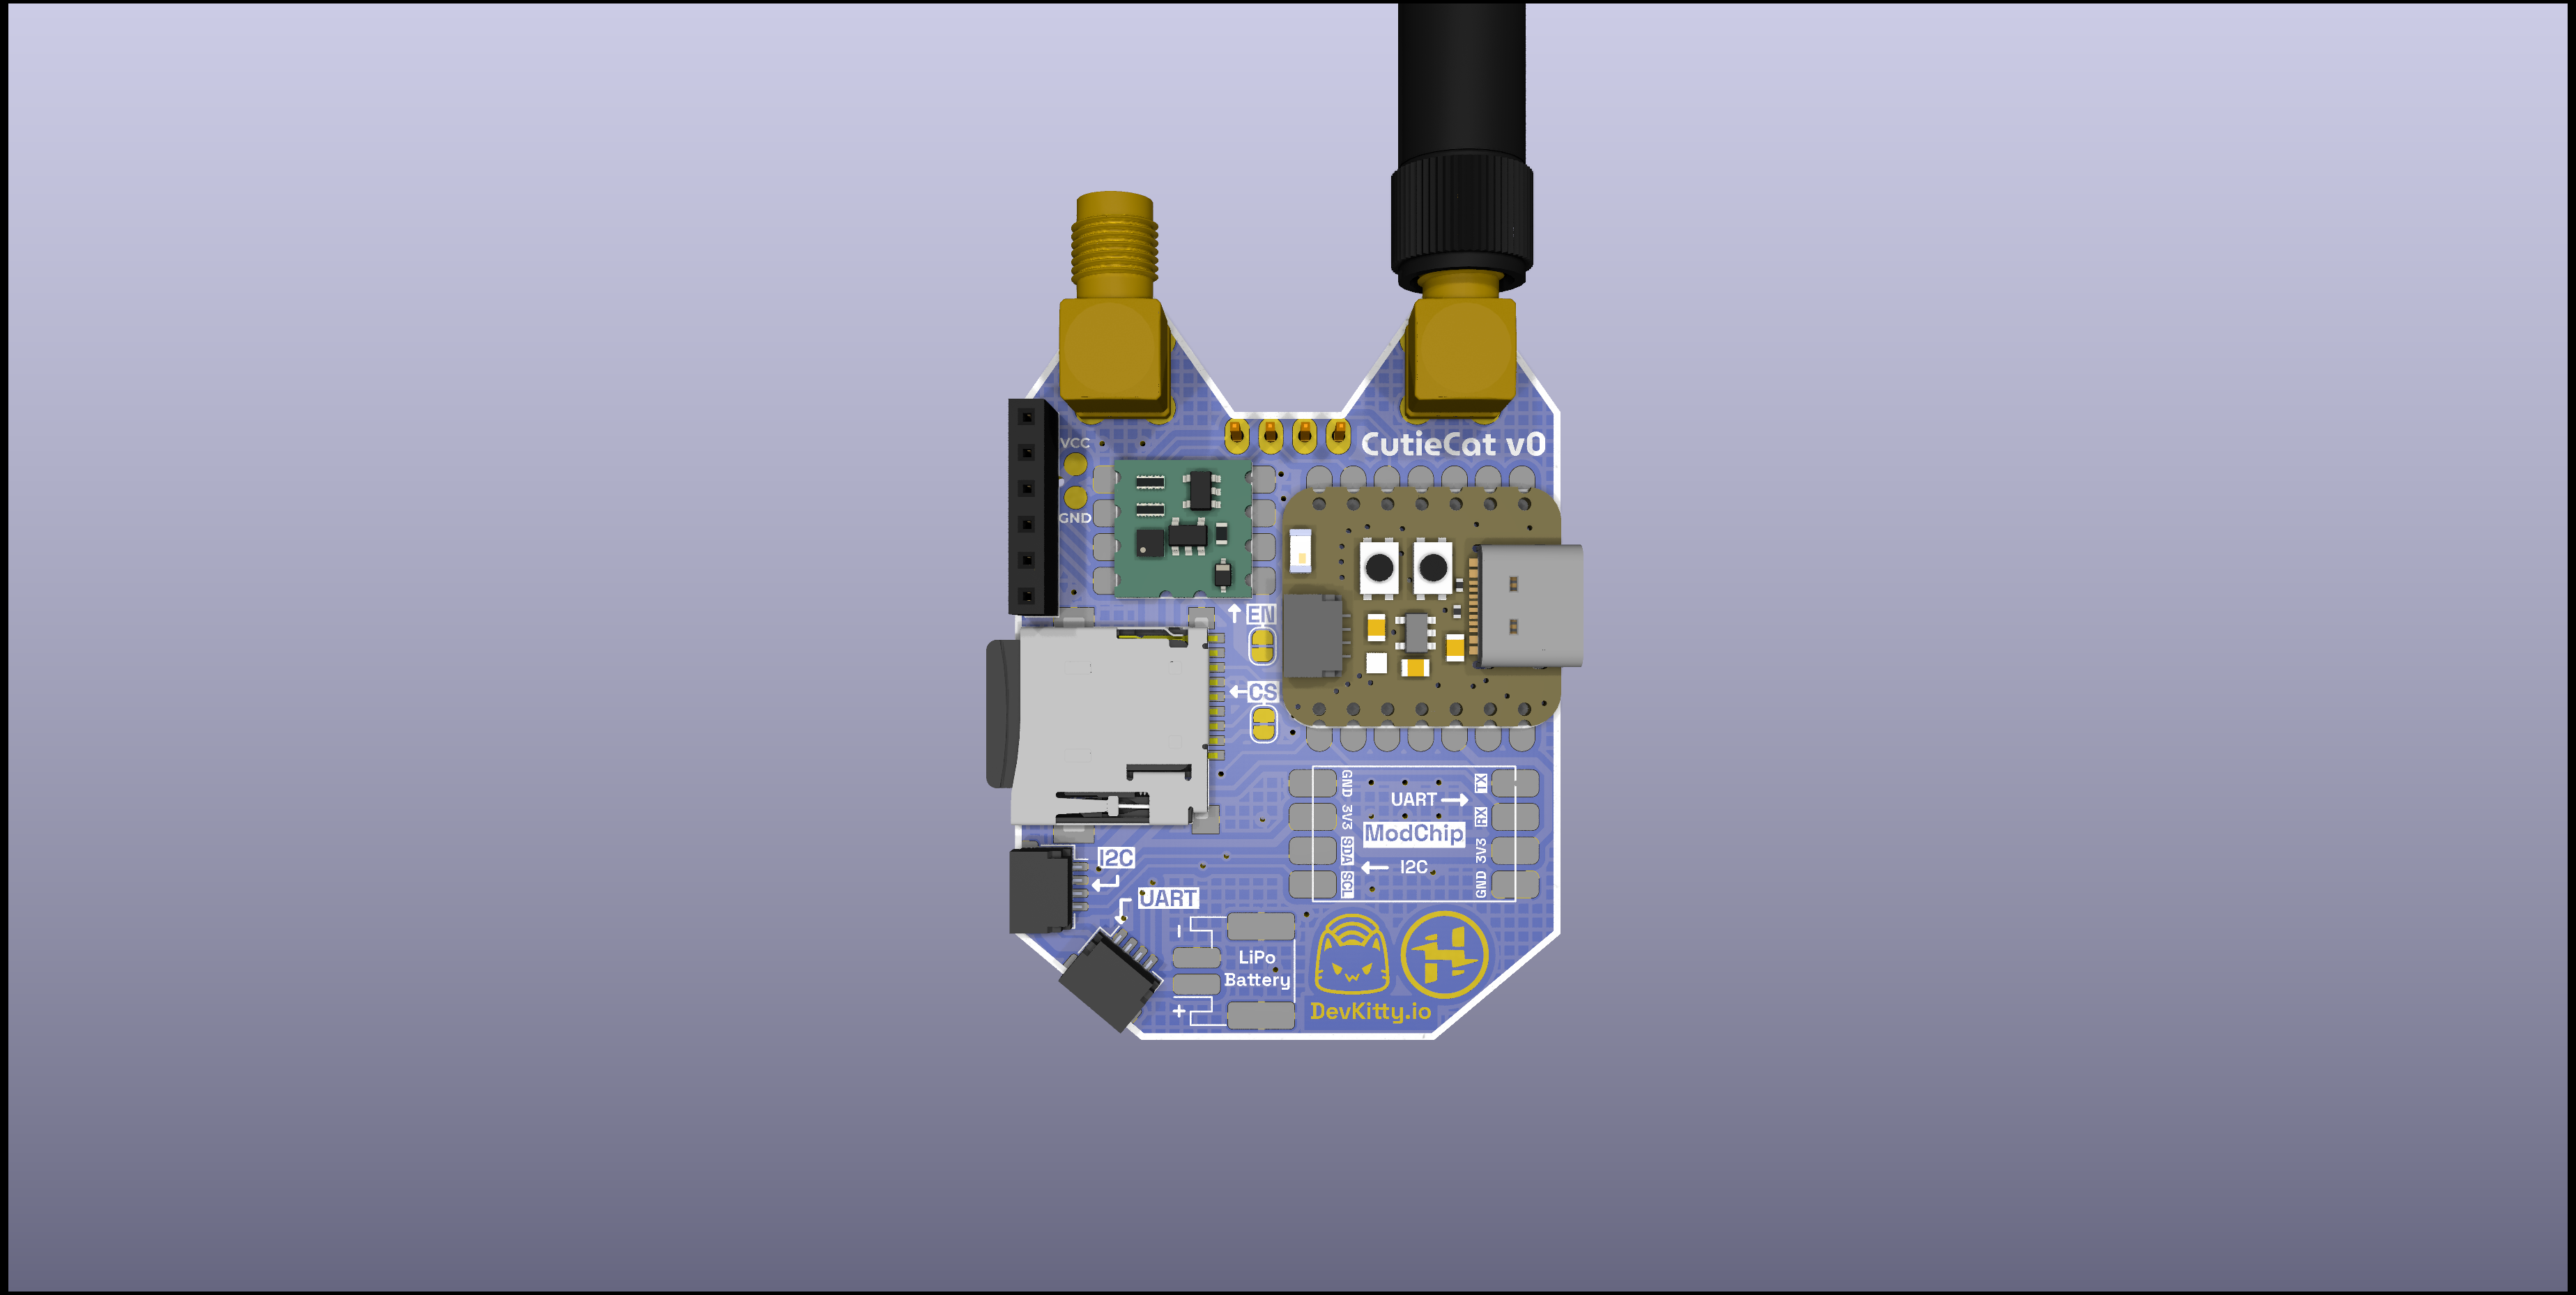 CutieCat v0
VCC
GND
EN
CS
GND
3V3
SDA
SCL
UART
ModChip
I2C
TX
RX
3V3
GND
I2C
UART
-
LiPo
Battery
+
DevKitty.io